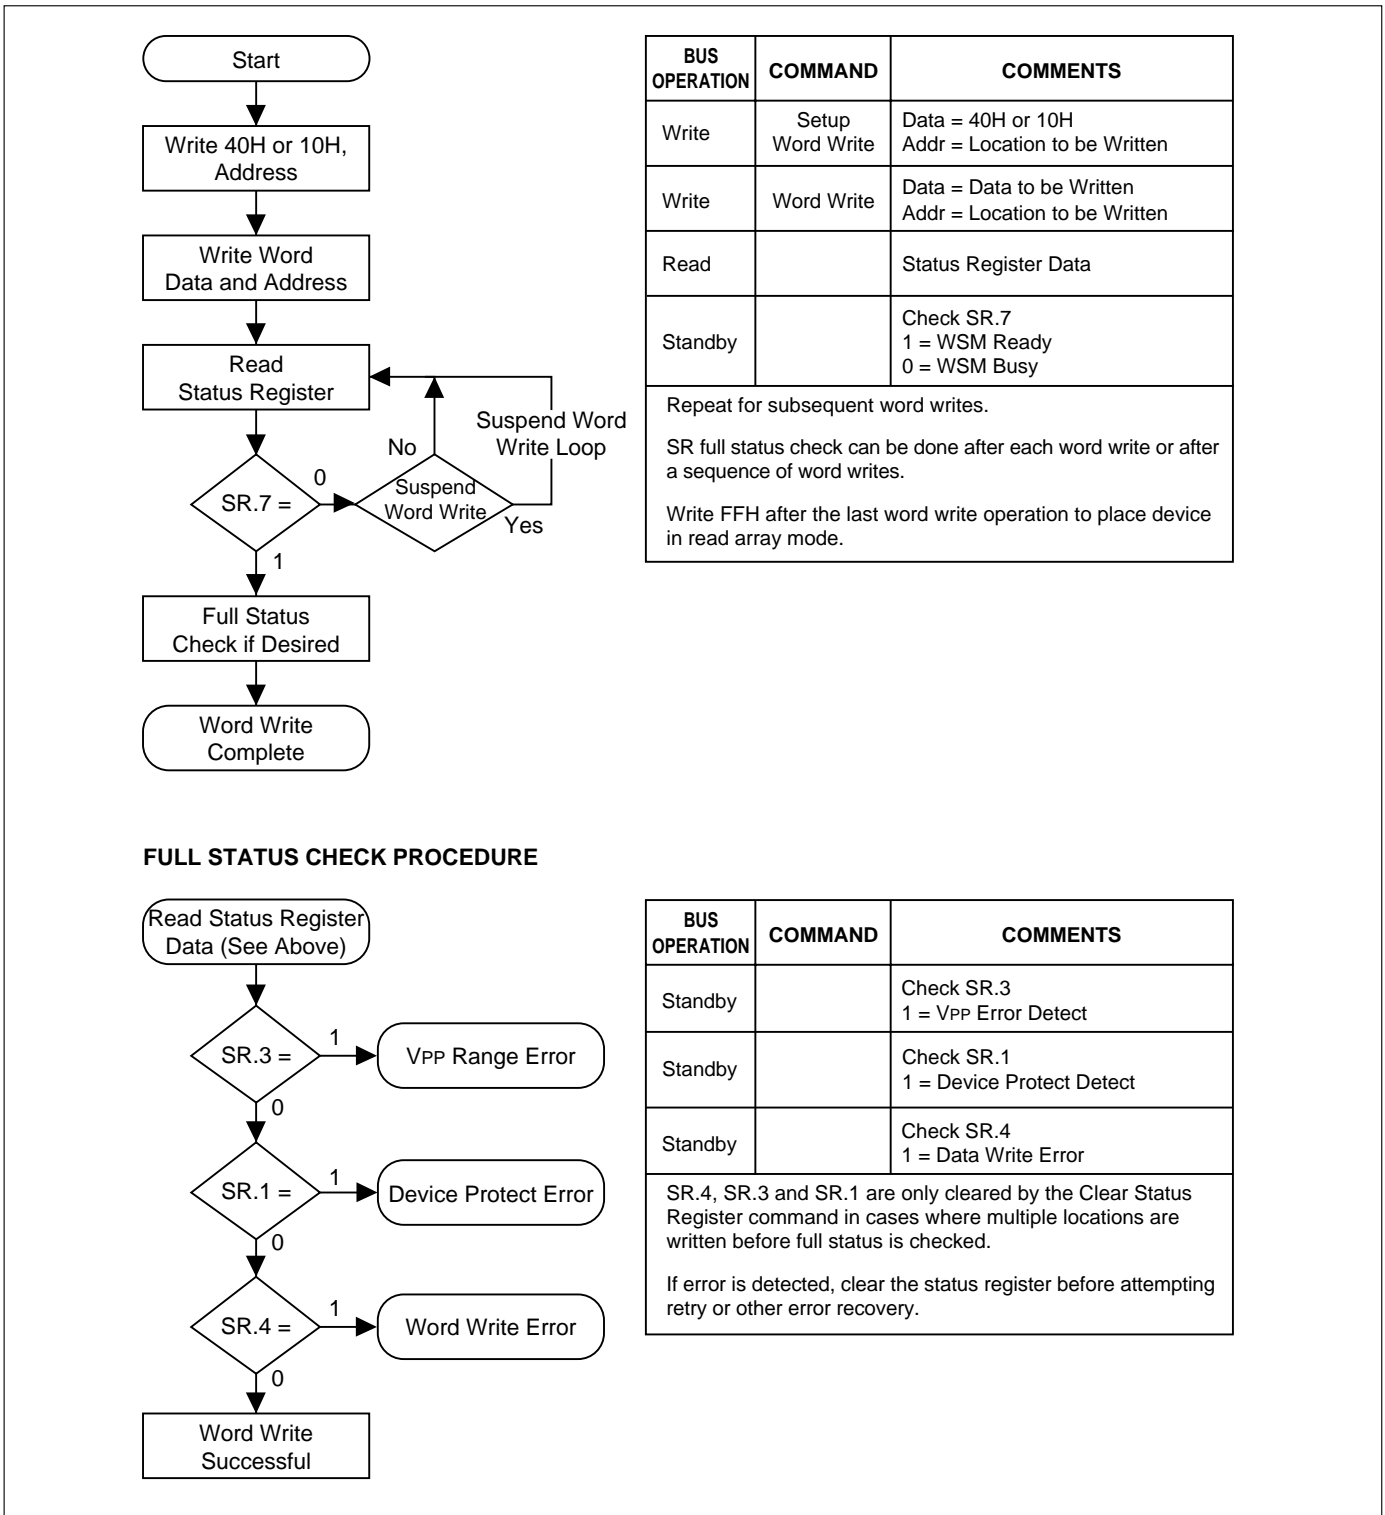 Start
Write 40H or 10H,
Address
Write Word
Data and Address
Read
Status Register
Suspend Word
Write Loop
No
Suspend
Word Write
Yes
0
SR.7 =
1
Full Status
Check if Desired
Word Write
Complete
BUS
OPERATION
COMMAND
COMMENTS
Write
Setup
Word Write
Data = 40H or 10H
Addr = Location to be Written
Write
Word Write
Data = Data to be Written
Addr = Location to be Written
Read
Status Register Data
Standby
Check SR.7
1 = WSM Ready
0 = WSM Busy
Repeat for subsequent word writes.
SR full status check can be done after each word write or after
a sequence of word writes.
Write FFH after the last word write operation to place device
in read array mode.
FULL STATUS CHECK PROCEDURE
Read Status Register
Data (See Above)
SR.3 =
1
VPP Range Error
0
SR.1 =
1
Device Protect Error
0
SR.4 =
1
Word Write Error
0
Word Write
Successful
BUS
OPERATION
COMMAND
COMMENTS
Standby
Check SR.3
1 = VPP Error Detect
Standby
Check SR.1
1 = Device Protect Detect
Standby
Check SR.4
1 = Data Write Error
SR.4, SR.3 and SR.1 are only cleared by the Clear Status
Register command in cases where multiple locations are
written before full status is checked.
If error is detected, clear the status register before attempting
retry or other error recovery.